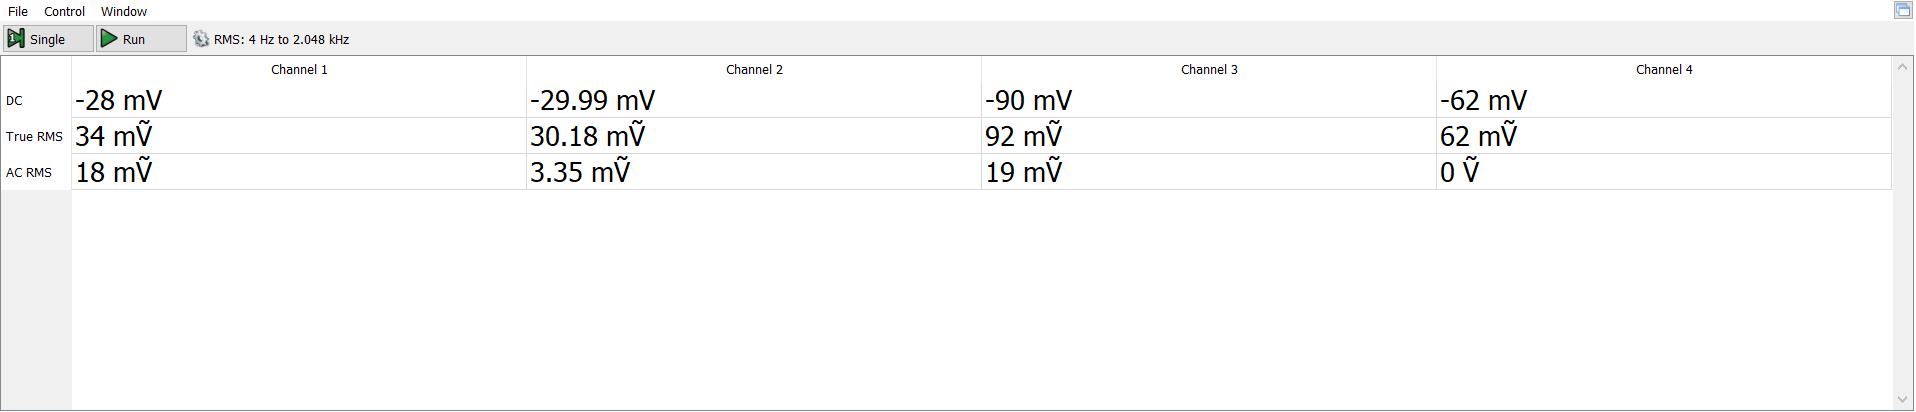 File Control Window
Single Run RMS: 4 Hz to 2.048 kHz
Channel 1 Channel 2 Channel 3 Channel 4
DC -28 mV -29.99 mV -90 mV -62 mV
True RMS 34 mṼ 30.18 mṼ 92 mṼ 62 mṼ
AC RMS 18 mṼ 3.35 mṼ 19 mṼ 0 Ṽ